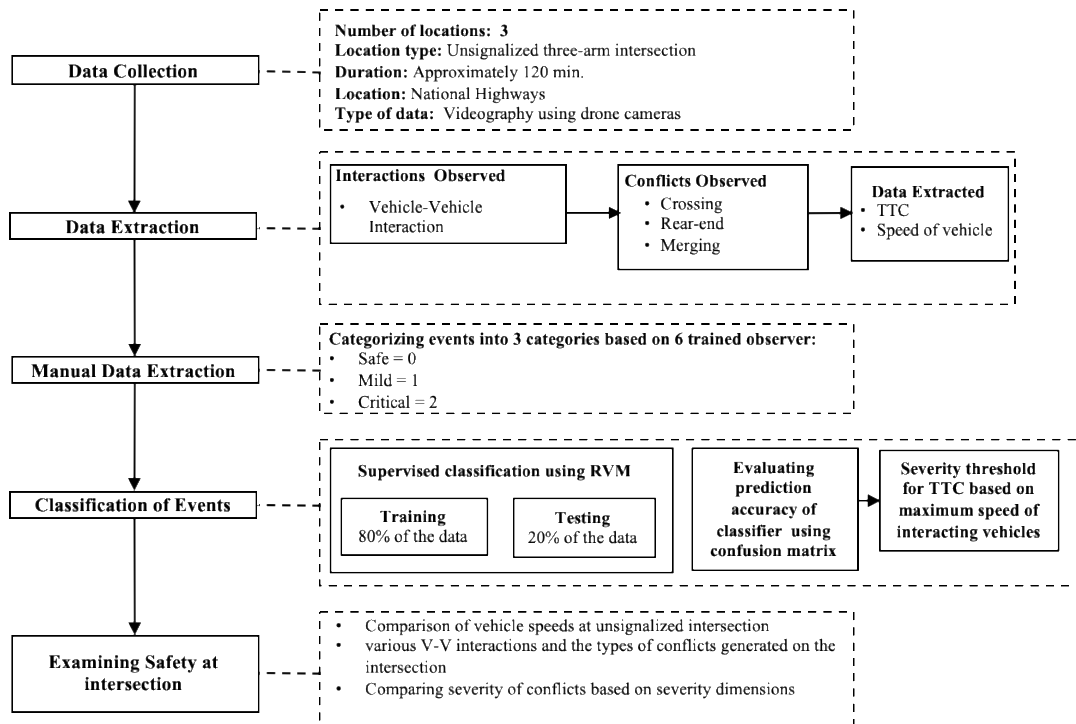 Data Collection
Number of locations: 3
Location type: Unsignalized three-arm intersection
Duration: Approximately 120 min.
Location: National Highways
Type of data: Videography using drone cameras
Data Extraction
Interactions Observed
• Vehicle-Vehicle
Interaction
Conflicts Observed
• Crossing
• Rear-end
• Merging
Data Extracted
• TTC
• Speed of vehicle
Manual Data Extraction
Categorizing events into 3 categories based on 6 trained observer:
• Safe = 0
• Mild = 1
• Critical = 2
Classification of Events
Supervised classification using RVM
Training
80% of the data
Testing
20% of the data
Evaluating
prediction
accuracy of
classifier using
confusion matrix
Severity threshold
for TTC based on
maximum speed of
interacting vehicles
Examining Safety at
intersection
• Comparison of vehicle speeds at unsignalized intersection
• various V-V interactions and the types of conflicts generated on the
intersection
• Comparing severity of conflicts based on severity dimensions